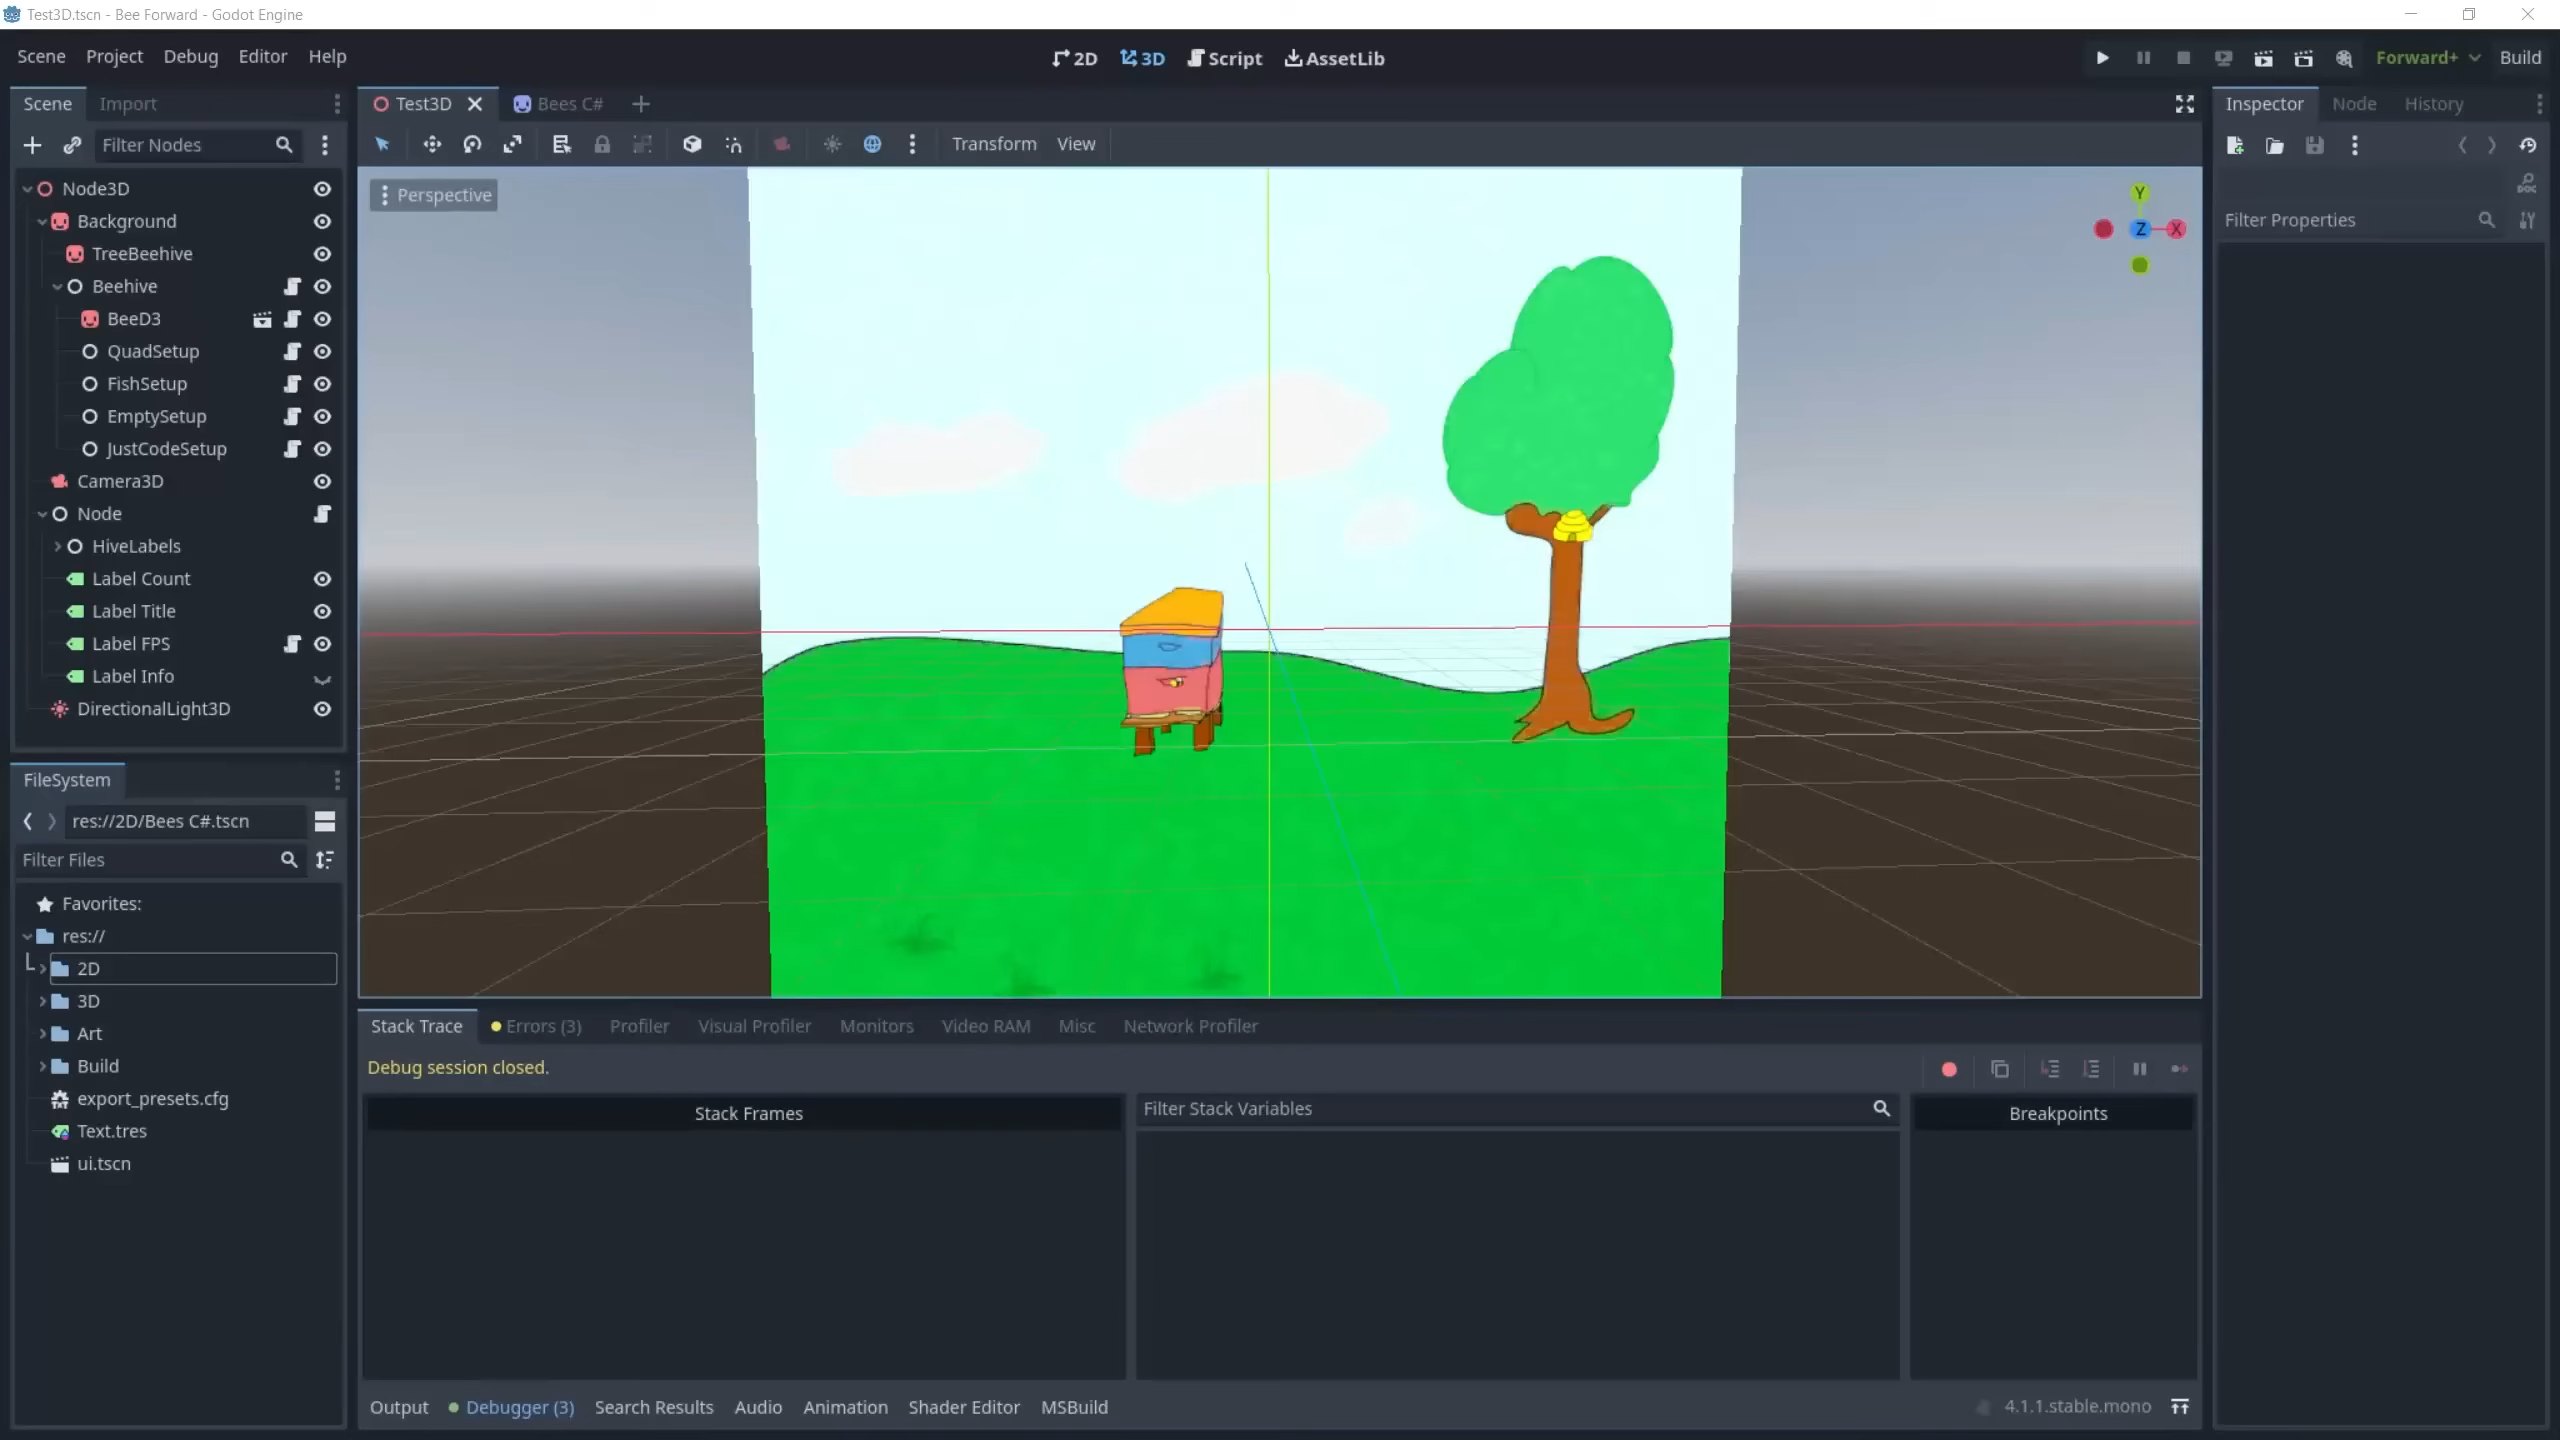 Test3D.tscn - Bee Forward - Godot Engine
Scene Project Debug Editor Help
2D 3D Script AssetLib
Forward+ Build
Scene Import
Filter Nodes
Node3D
Background
TreeBeehive
Beehive
BeeD3
QuadSetup
FishSetup
EmptySetup
JustCodeSetup
Camera3D
Node
HiveLabels
Label Count
Label Title
Label FPS
Label Info
DirectionalLight3D
FileSystem
res://2D/Bees C#.tscn
Filter Files
Favorites:
res://
2D
3D
Art
Build
export_presets.cfg
Text.tres
ui.tscn
Test3D Bees C#
Transform View
Perspective
Y
Z X
Stack Trace Errors (3) Profiler Visual Profiler Monitors Video RAM Misc Network Profiler
Debug session closed.
Stack Frames
Filter Stack Variables
Breakpoints
Output Debugger (3) Search Results Audio Animation Shader Editor MSBuild
4.1.1.stable.mono
Inspector Node History
DOC
Filter Properties